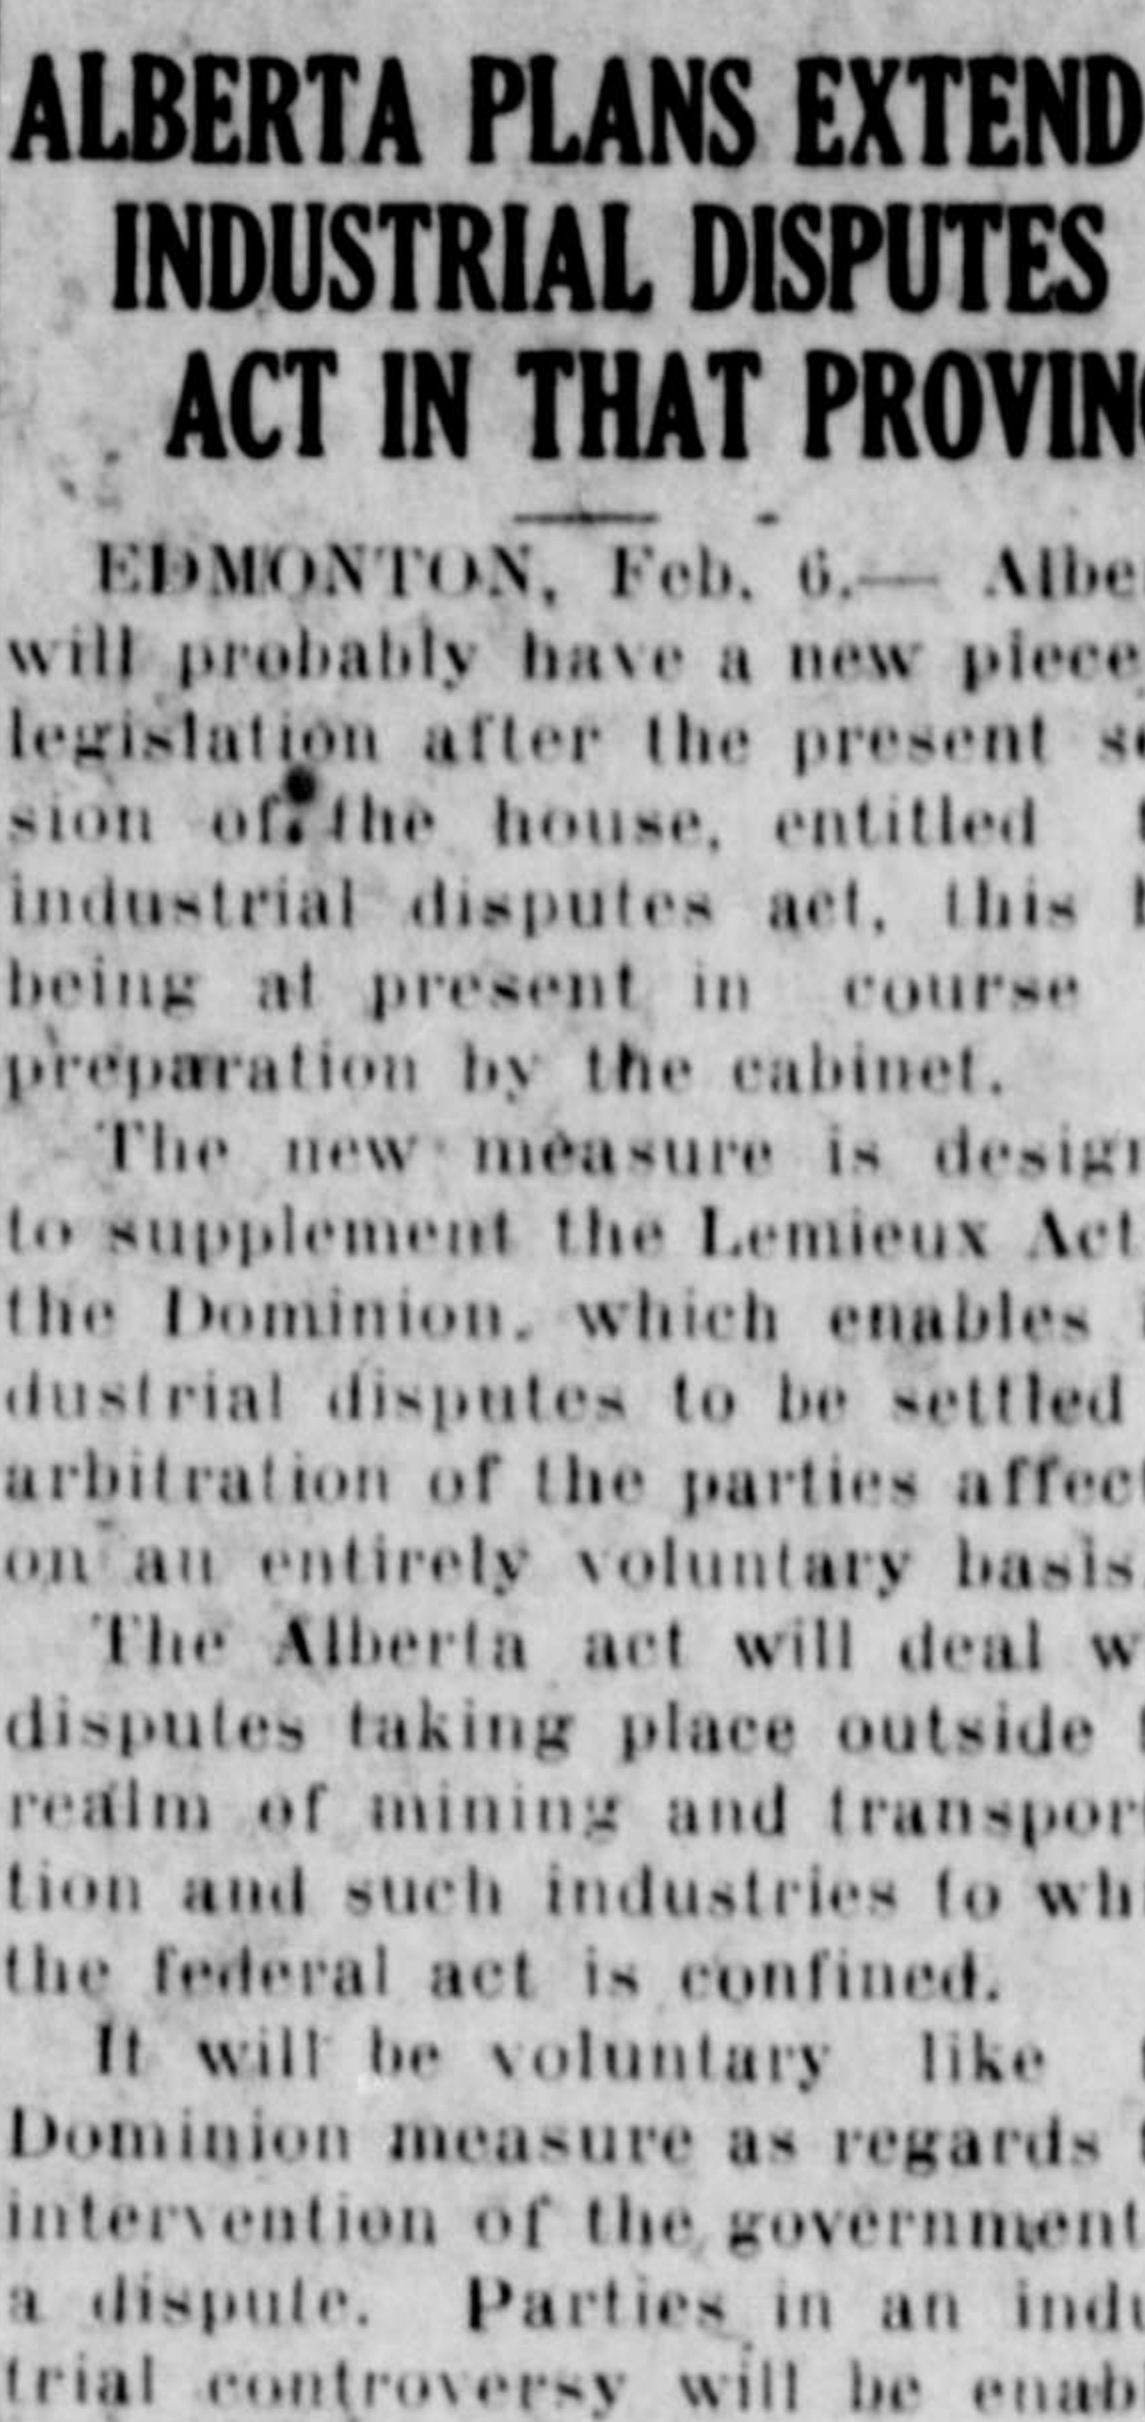 ALBERTA PLANS EXTEND
INDUSTRIAL DISPUTES
ACT IN THAT PROVIN
EDMONTON, Feb. 6.— Albe
will probably have a new piece
legislation after the present s
sion of the house, entitled
industrial disputes act, this
being at present in course
preparation by the cabinet.
The new measure is design
to supplement the Lemieux Act
the Dominion, which enables
dustrial disputes to be settled
arbitration of the parties affect
on an entirely voluntary basis.
The Alberta act will deal w
disputes taking place outside
realm of mining and transpor
tion and such industries to whi
the federal act is confined.
It will be voluntary like
Dominion measure as regards
intervention of the government
a dispute. Parties in an indu
trial controversy will be enab